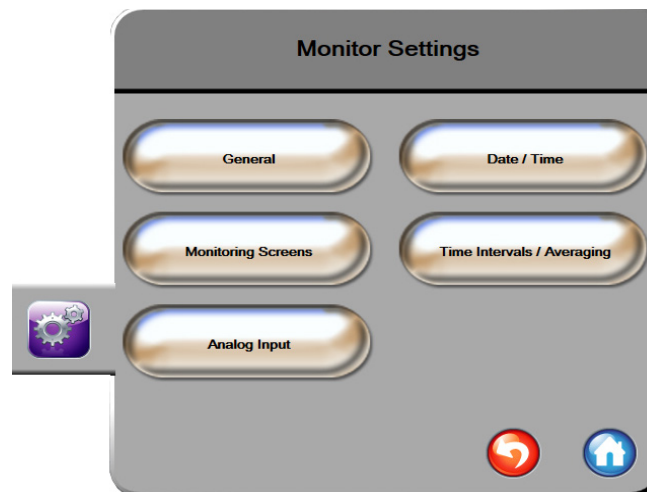 Monitor Settings
General
Date / Time
Monitoring Screens
Time Intervals / Averaging
Analog Input